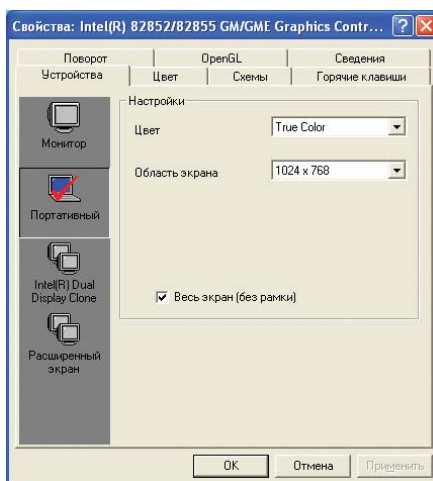 Свойства: Intel(R) 82852/82855 GM/GME Graphics Contr...
Поворот OpenGL Сведения
Устройства Цвет Схемы Горячие клавиши
Монитор
Портативный
Intel(R) Dual
Display Clone
Расширенный
экран
Настройки
Цвет True Color
Область экрана 1024 x 768
Весь экран (без рамки)
OK Отмена Применить